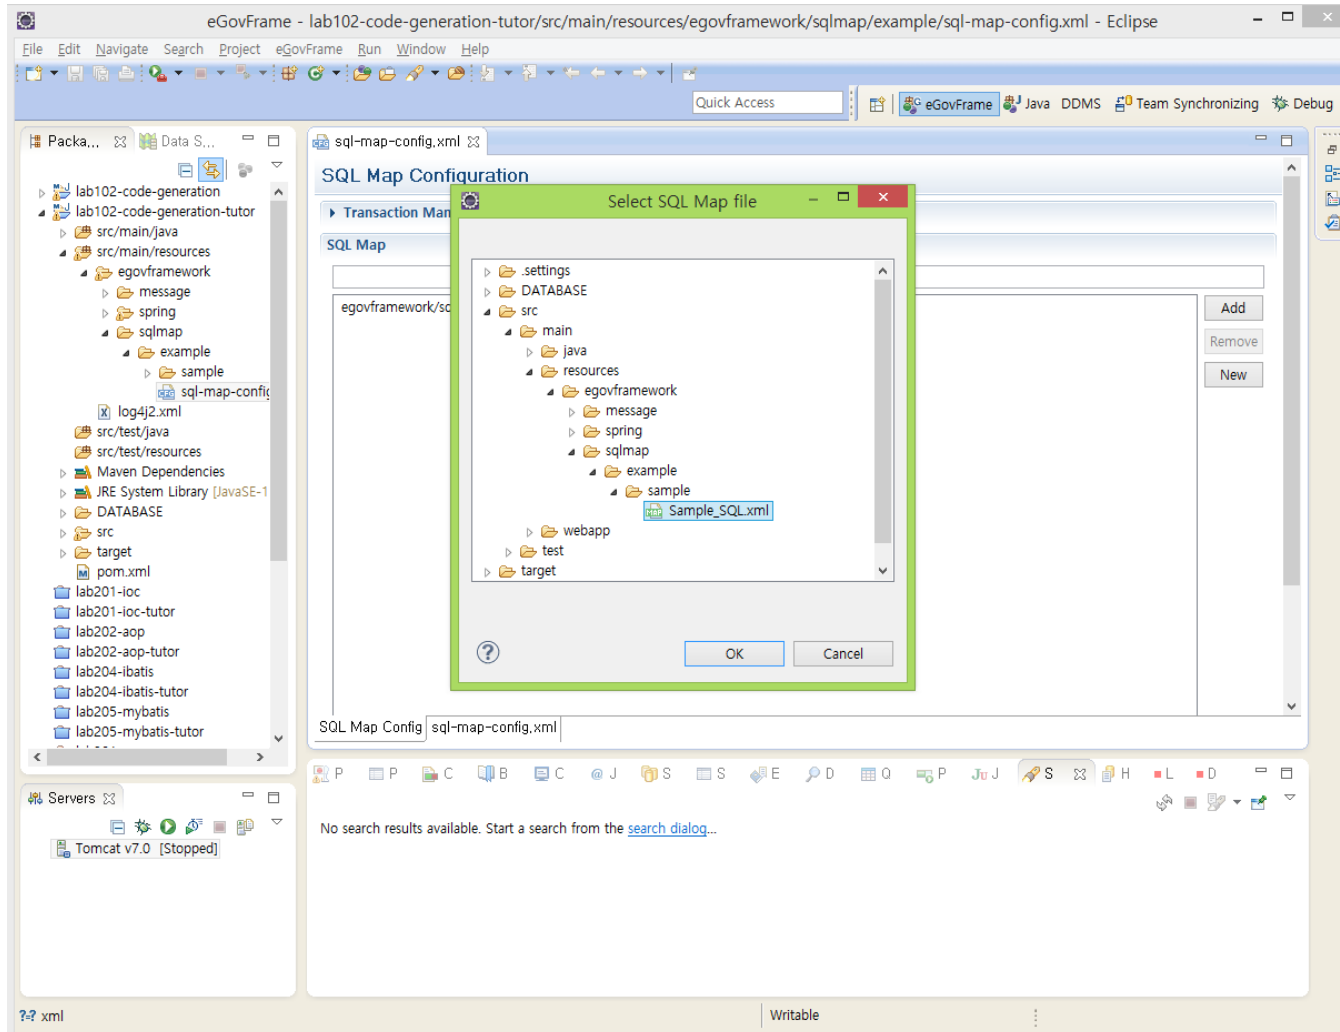 eGovFrame - lab102-code-generation-tutor/src/main/resources/egovframework/sqlmap/example/sql-map-config.xml - Eclipse
File Edit Navigate Search Project eGovFrame Run Window Help
Quick Access
eGovFrame Java DDMS Team Synchronizing Debug
Packa... Data S...
lab102-code-generation
lab102-code-generation-tutor
src/main/java
src/main/resources
egovframework
message
spring
sqlmap
example
sample
sql-map-config
log4j2.xml
src/test/java
src/test/resources
Maven Dependencies
JRE System Library [JavaSE-1
DATABASE
src
target
pom.xml
lab201-ioc
lab201-ioc-tutor
lab202-aop
lab202-aop-tutor
lab204-ibatis
lab204-ibatis-tutor
lab205-mybatis
lab205-mybatis-tutor
sql-map-config.xml
SQL Map Configuration
Transaction Man
SQL Map
egovframework/sq
Add
Remove
New
Select SQL Map file
.settings
DATABASE
src
main
java
resources
egovframework
message
spring
sqlmap
example
sample
Sample_SQL.xml
webapp
test
target
OK Cancel
SQL Map Config sql-map-config.xml
Servers
Tomcat v7.0 [Stopped]
P P C B C @ J S S E D Q P Ju J S H L D
No search results available. Start a search from the search dialog...
?=? xml
Writable